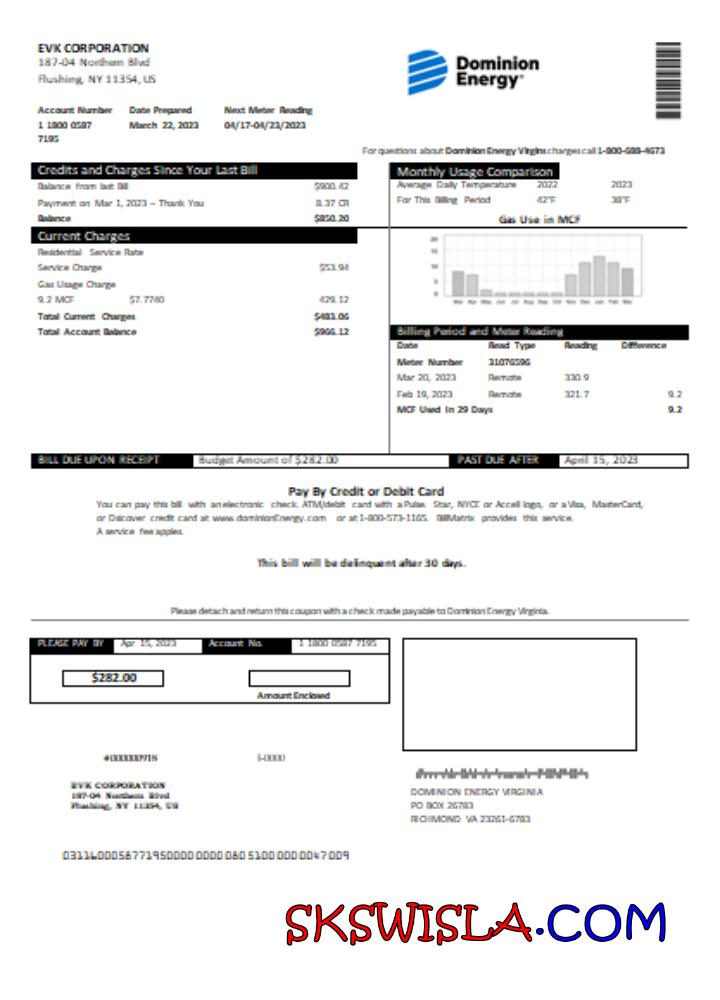 EVK CORPORATION
187-04 Northern Blvd
Flushing, NY 11354, US
Dominion Energy®
Account Number Date Prepared Next Meter Reading
1 1800 0587 7195 March 22, 2023 04/17-04/23/2023
For questions about Dominion Energy Virginis charges call 1-800-688-4673
Credits and Charges Since Your Last Bill
Balance from last Bill $900.42
Payment on Mar 1, 2023 – Thank You 8.37 CR
Balance $850.20
Current Charges
Residential Service Rate
Service Charge $53.94
Gas Usage Charge
9.2 MCF $7.7740 429.12
Total Current Charges $483.06
Total Account Balance $966.12
Monthly Usage Comparison
Average Daily Temperature 2022 2023
For This Billing Period 42°F 38°F
Gas Use in MCF
20
15
10
5
0
Mar Apr May Jun Jul Aug Sep Oct Nov Dec Jan Feb Mar
Billing Period and Meter Reading
Date Read Type Reading Difference
Meter Number 31076596
Mar 20, 2023 Remote 330.9
Feb 19, 2023 Remote 321.7 9.2
MCF Used In 29 Days 9.2
BILL DUE UPON RECEIPT Budget Amount of $282.00 PAST DUE AFTER April 15, 2023
Pay By Credit or Debit Card
You can pay this bill with an electronic check. ATM/debit card with a Pulse. Star, NYCE or Accell logo, or a Visa, MasterCard,
or Discover credit card at www.dominionEnergy.com or at 1-800-573-1165. BillMatrix provides this service.
A service fee apples.
This bill will be delinquent after 30 days.
Please detach and return this coupon with a check made payable to Dominion Energy Virginia.
PLEASE PAY BY Apr 15, 2023 Account No. 1 1800 0587 7195
$282.00
Amount Enclosed
EVK CORPORATION
187-04 Northern Blvd
Flushing, NY 11354, US
DOMINION ENERGY VIRGINIA
PO BOX 26783
RICHMOND VA 23261-6783
SKSWISLA.COM